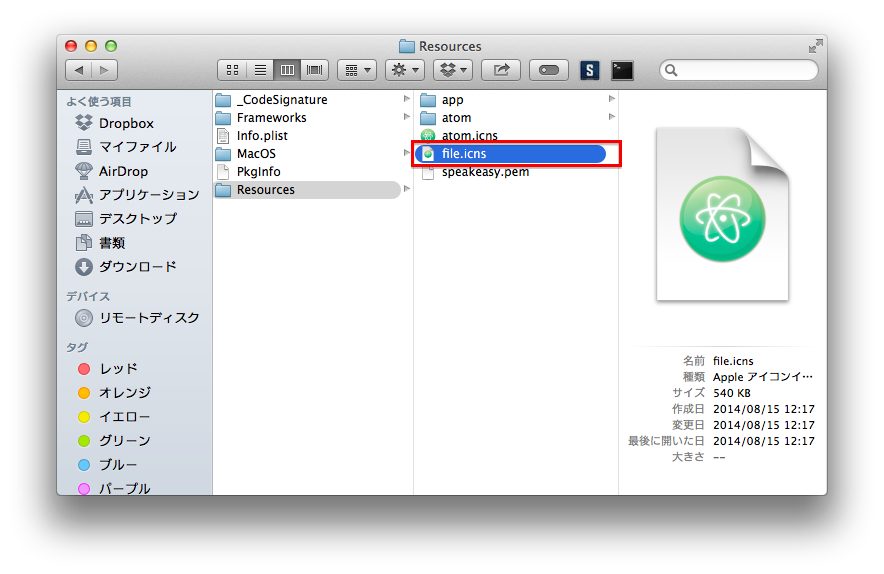 Resources
S
よく使う項目
Dropbox
マイファイル
AirDrop
アプリケーション
デスクトップ
書類
ダウンロード
デバイス
リモートディスク
タグ
レッド
オレンジ
イエロー
グリーン
ブルー
パープル
_CodeSignature
Frameworks
Info.plist
MacOS
PkgInfo
Resources
app
atom
atom.icns
file.icns
speakeasy.pem
名前 file.icns
種類 Apple アイコンイ…
サイズ 540 KB
作成日 2014/08/15 12:17
変更日 2014/08/15 12:17
最後に開いた日 2014/08/15 12:17
大きさ --